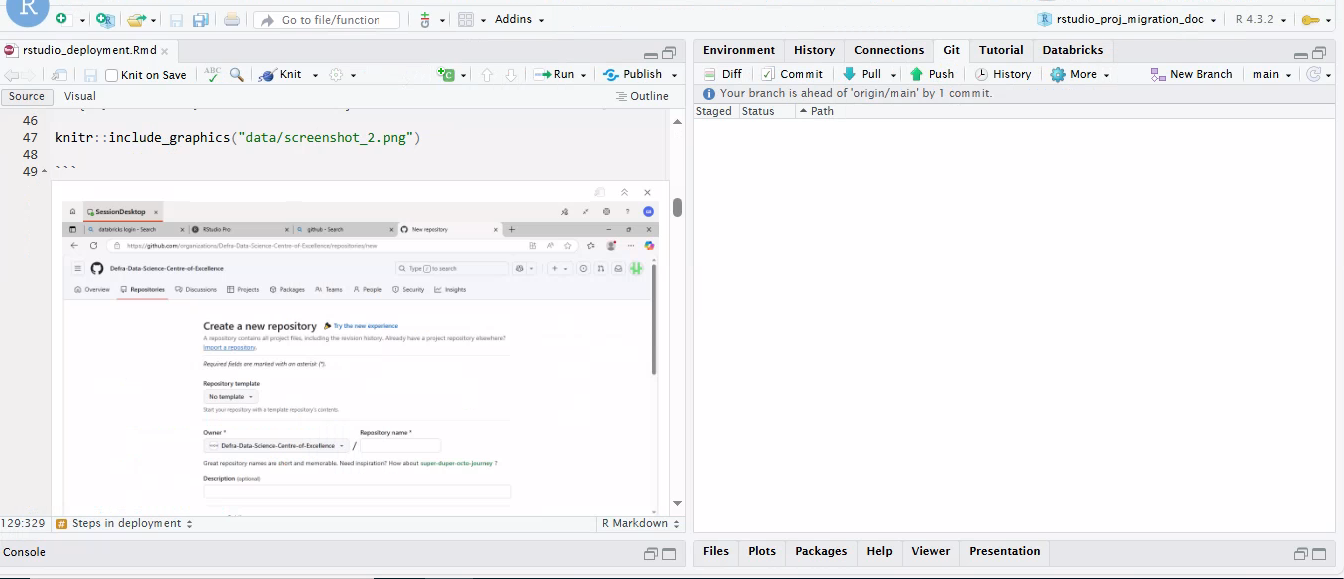 R
Go to file/function
Addins
rstudio_proj_migration_doc
R 4.3.2
rstudio_deployment.Rmd
Knit on Save
ABC
Knit
Run
Publish
Source
Visual
Outline
46
47 knitr::include_graphics("data/screenshot_2.png")
48
49 ```
SessionDesktop
databricks login - Search
RStudio Pro
github - Search
New repository
https://github.com/organizations/Defra-Data-Science-Centre-of-Excellence/repositories/new
Defra-Data-Science-Centre-of-Excellence
Type / to search
Overview
Repositories
Discussions
Projects
Packages
Teams
People
Security
Insights
Create a new repository
Try the new experience
A repository contains all project files, including the revision history. Already have a project repository elsewhere?
Import a repository.
Required fields are marked with an asterisk (*).
Repository template
No template
Start your repository with a template repository's contents.
Owner *
Repository name *
Defra-Data-Science-Centre-of-Excellence
/
Great repository names are short and memorable. Need inspiration? How about super-duper-octo-journey ?
Description (optional)
129:329
Steps in deployment
R Markdown
Console
Environment
History
Connections
Git
Tutorial
Databricks
Diff
Commit
Pull
Push
History
More
New Branch
main
Your branch is ahead of 'origin/main' by 1 commit.
Staged
Status
Path
Files
Plots
Packages
Help
Viewer
Presentation